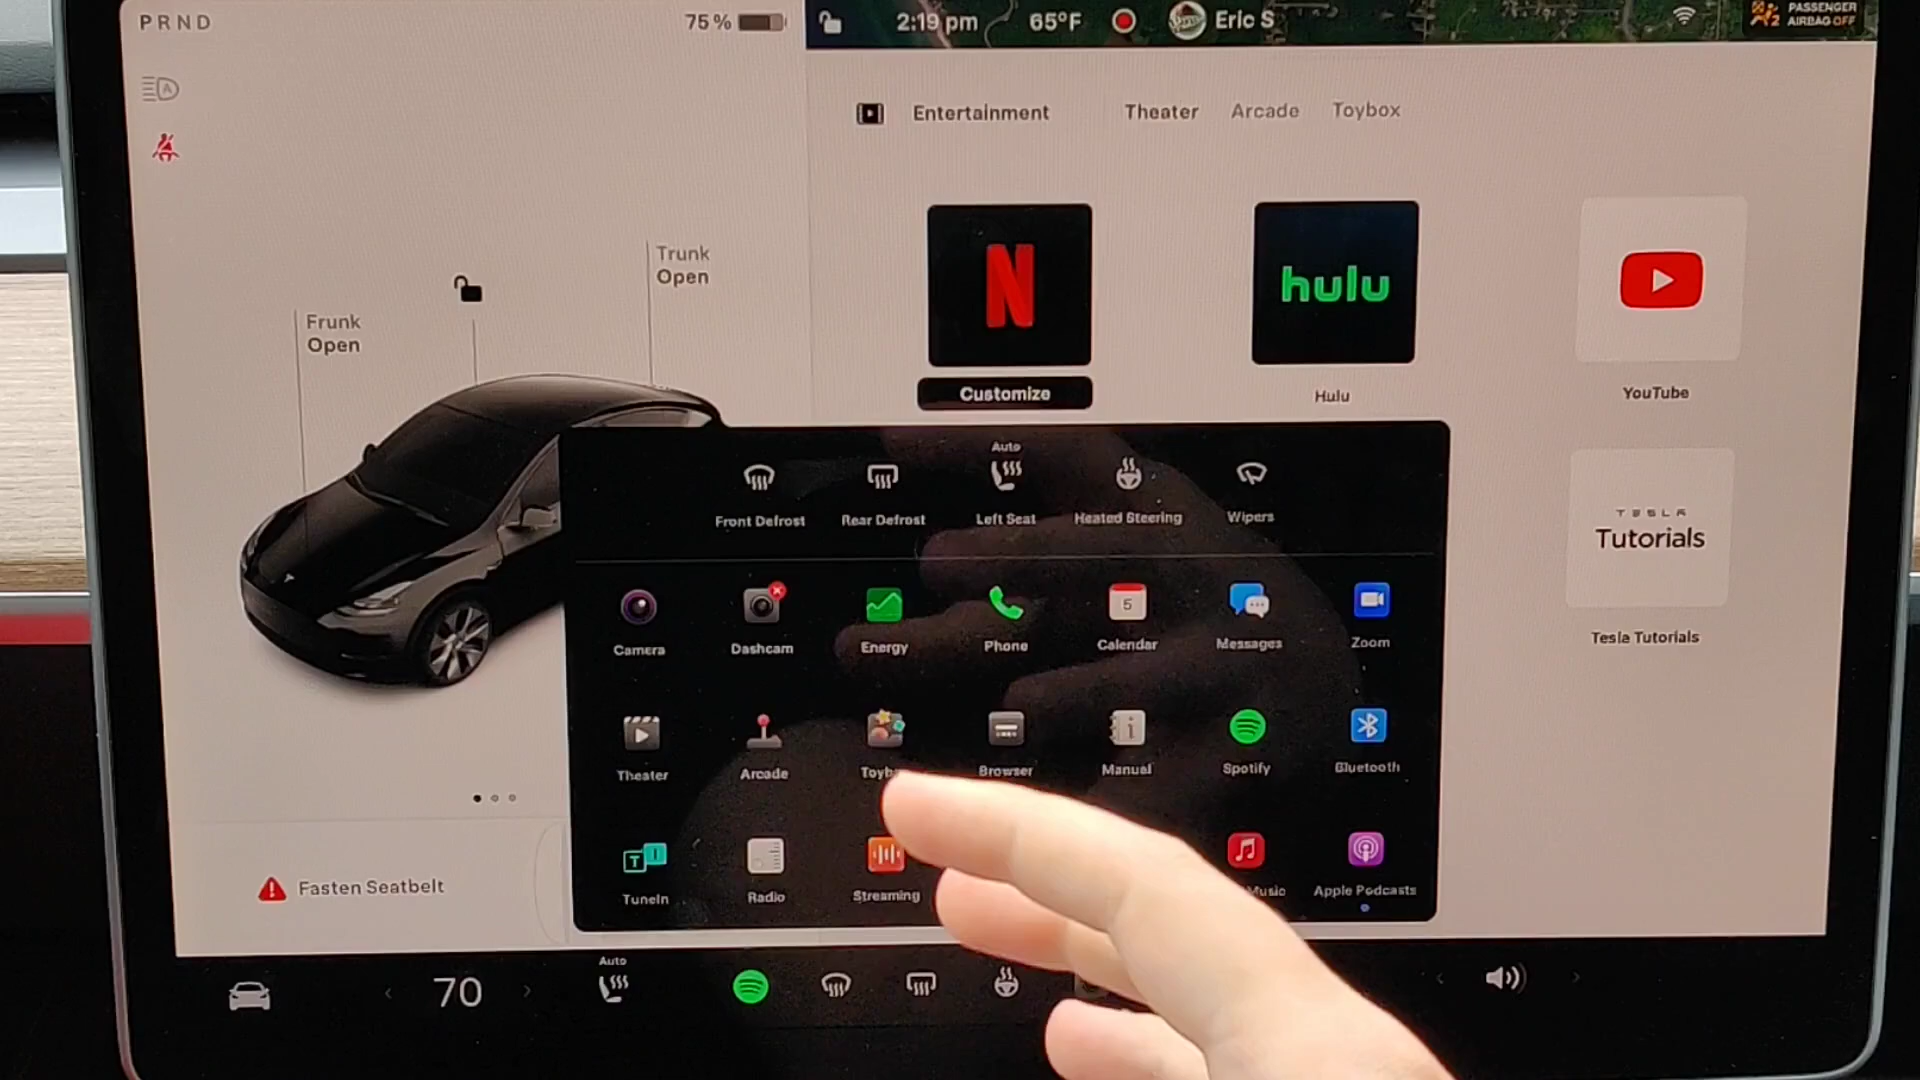 PRND
75 %
2:19 pm
65°F
Eric S
PASSENGER
AIRBAG OFF
Entertainment
Theater
Arcade
Toybox
Trunk
Open
Frunk
Open
N
hulu
Customize
Hulu
YouTube
TESLA
Tutorials
Tesla Tutorials
Auto
Front Defrost
Rear Defrost
Left Seat
Heated Steering
Wipers
5
Camera
Dashcam
Energy
Phone
Calendar
Messages
Zoom
Theater
Arcade
Browser
Manual
Spotify
Bluetooth
TuneIn
Radio
Streaming
Music
Apple Podcasts
Fasten Seatbelt
Auto
70